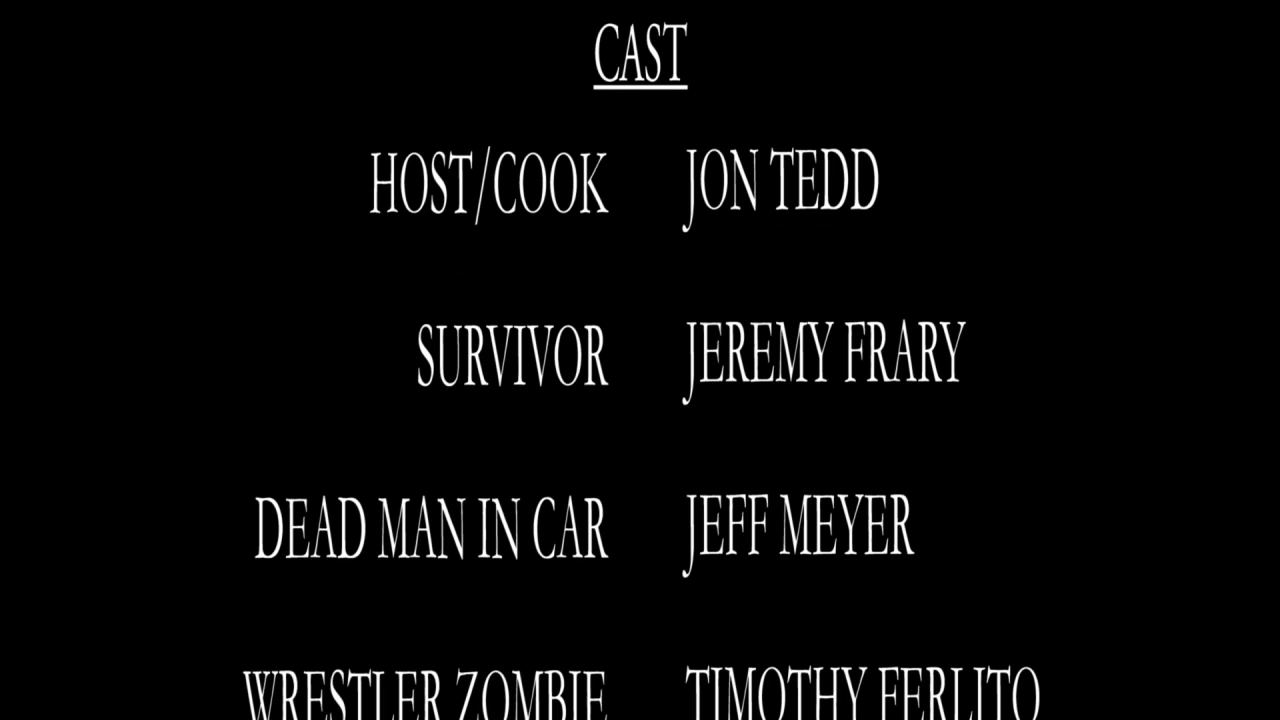 CAST
HOST/COOK JON TEDD
SURVIVOR JEREMY FRARY
DEAD MAN IN CAR JEFF MEYER
WRESTLER ZOMBIE TIMOTHY FERLITO